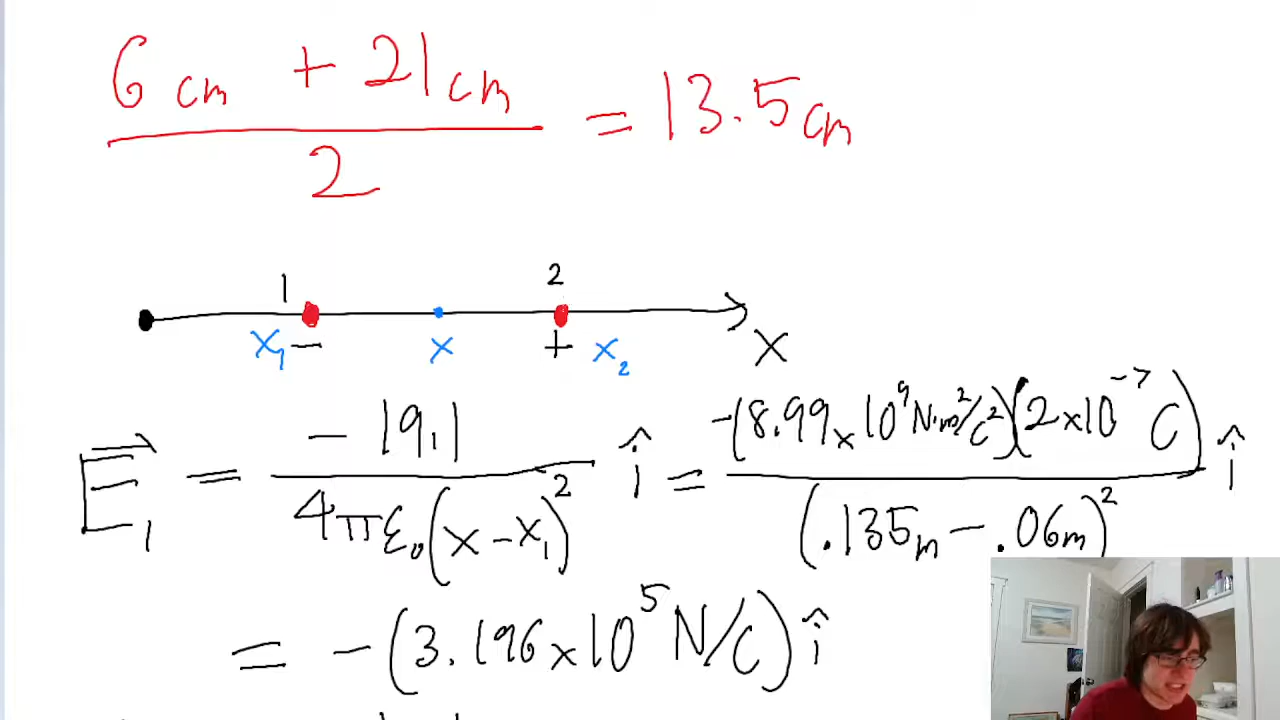 6 cm + 21 cm
2
= 13.5 cm
1 2
x₁ − x + x₂ X
E₁ = − |q₁| / 4πε₀(x − x₁)² î = −(8.99 x 10⁹ N·m²/C²)(2 x 10⁻⁷ C) / (.135m − .06m)² î
= − (3.196 x 10⁵ N/C) î